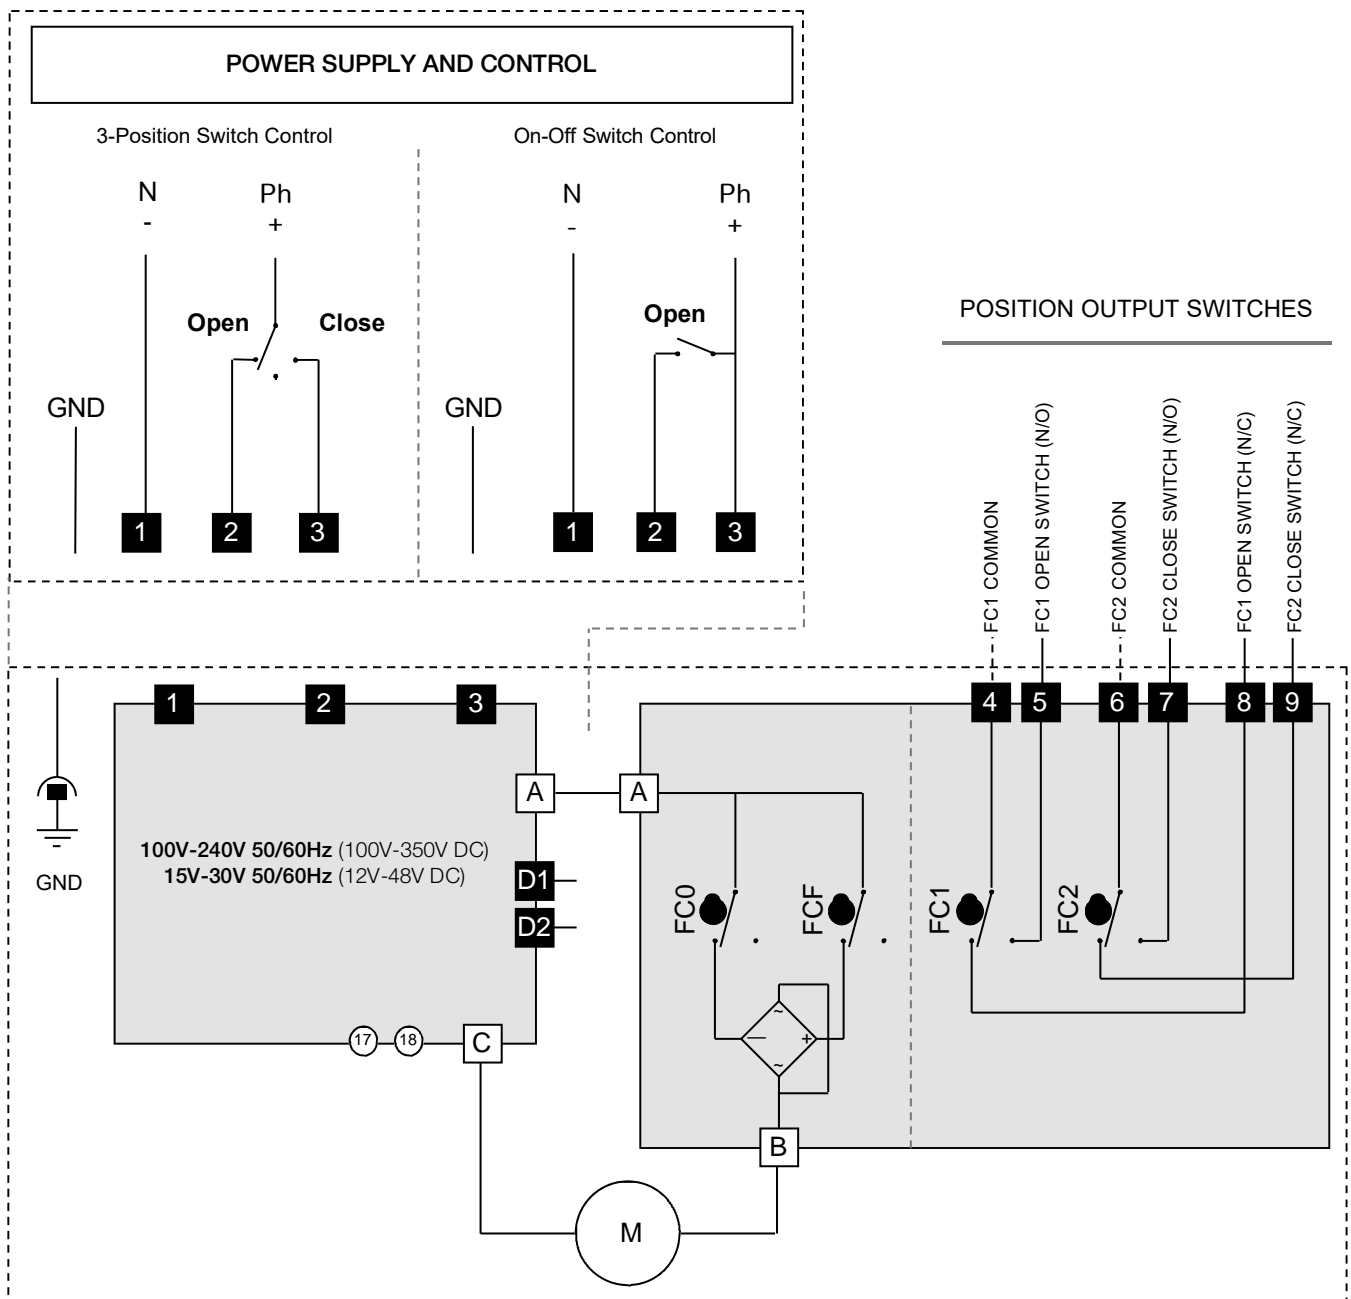 POWER SUPPLY AND CONTROL
3-Position Switch Control
On-Off Switch Control
N
Ph
-
+
N
Ph
-
+
Open
Close
Open
GND
GND
1
2
3
1
2
3
POSITION OUTPUT SWITCHES
FC1 COMMON
FC1 OPEN SWITCH (N/O)
FC2 COMMON
FC2 CLOSE SWITCH (N/O)
FC1 OPEN SWITCH (N/C)
FC2 CLOSE SWITCH (N/C)
1
2
3
4
5
6
7
8
9
A
A
100V-240V 50/60Hz (100V-350V DC)
15V-30V 50/60Hz (12V-48V DC)
GND
D1
D2
FC0
FCF
FC1
FC2
~
— +
~
17
18
C
B
M